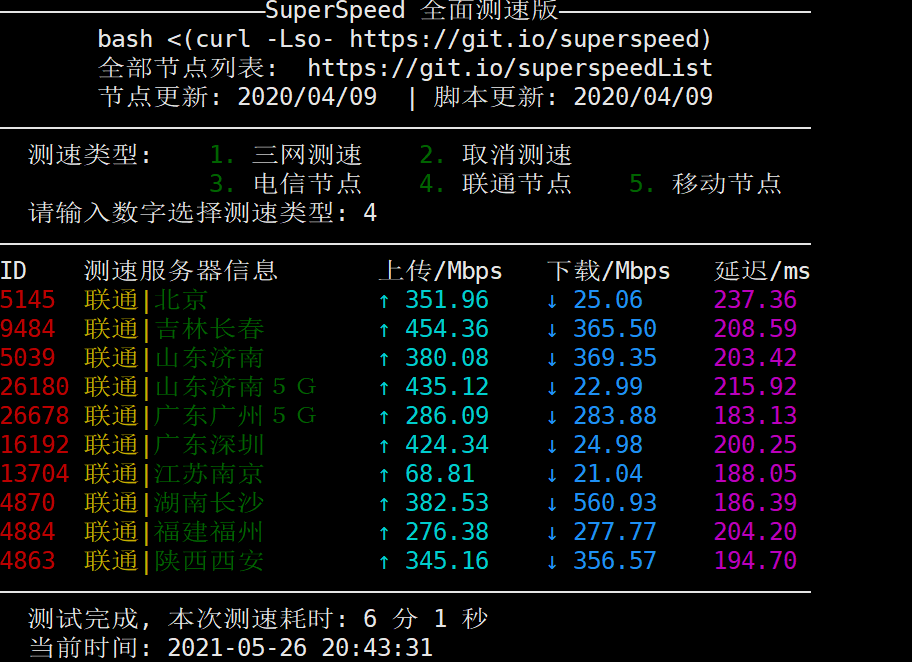 SuperSpeed 全面测速版
bash <(curl -Lso- https://git.io/superspeed)
全部节点列表: https://git.io/superspeedList
节点更新: 2020/04/09 | 脚本更新: 2020/04/09
测速类型: 1. 三网测速 2. 取消测速
3. 电信节点 4. 联通节点 5. 移动节点
请输入数字选择测速类型: 4
ID 测速服务器信息 上传/Mbps 下载/Mbps 延迟/ms
5145 联通|北京 ↑ 351.96 ↓ 25.06 237.36
9484 联通|吉林长春 ↑ 454.36 ↓ 365.50 208.59
5039 联通|山东济南 ↑ 380.08 ↓ 369.35 203.42
26180 联通|山东济南５Ｇ ↑ 435.12 ↓ 22.99 215.92
26678 联通|广东广州５Ｇ ↑ 286.09 ↓ 283.88 183.13
16192 联通|广东深圳 ↑ 424.34 ↓ 24.98 200.25
13704 联通|江苏南京 ↑ 68.81 ↓ 21.04 188.05
4870 联通|湖南长沙 ↑ 382.53 ↓ 560.93 186.39
4884 联通|福建福州 ↑ 276.38 ↓ 277.77 204.20
4863 联通|陕西西安 ↑ 345.16 ↓ 356.57 194.70
测试完成, 本次测速耗时: 6 分 1 秒
当前时间: 2021-05-26 20:43:31